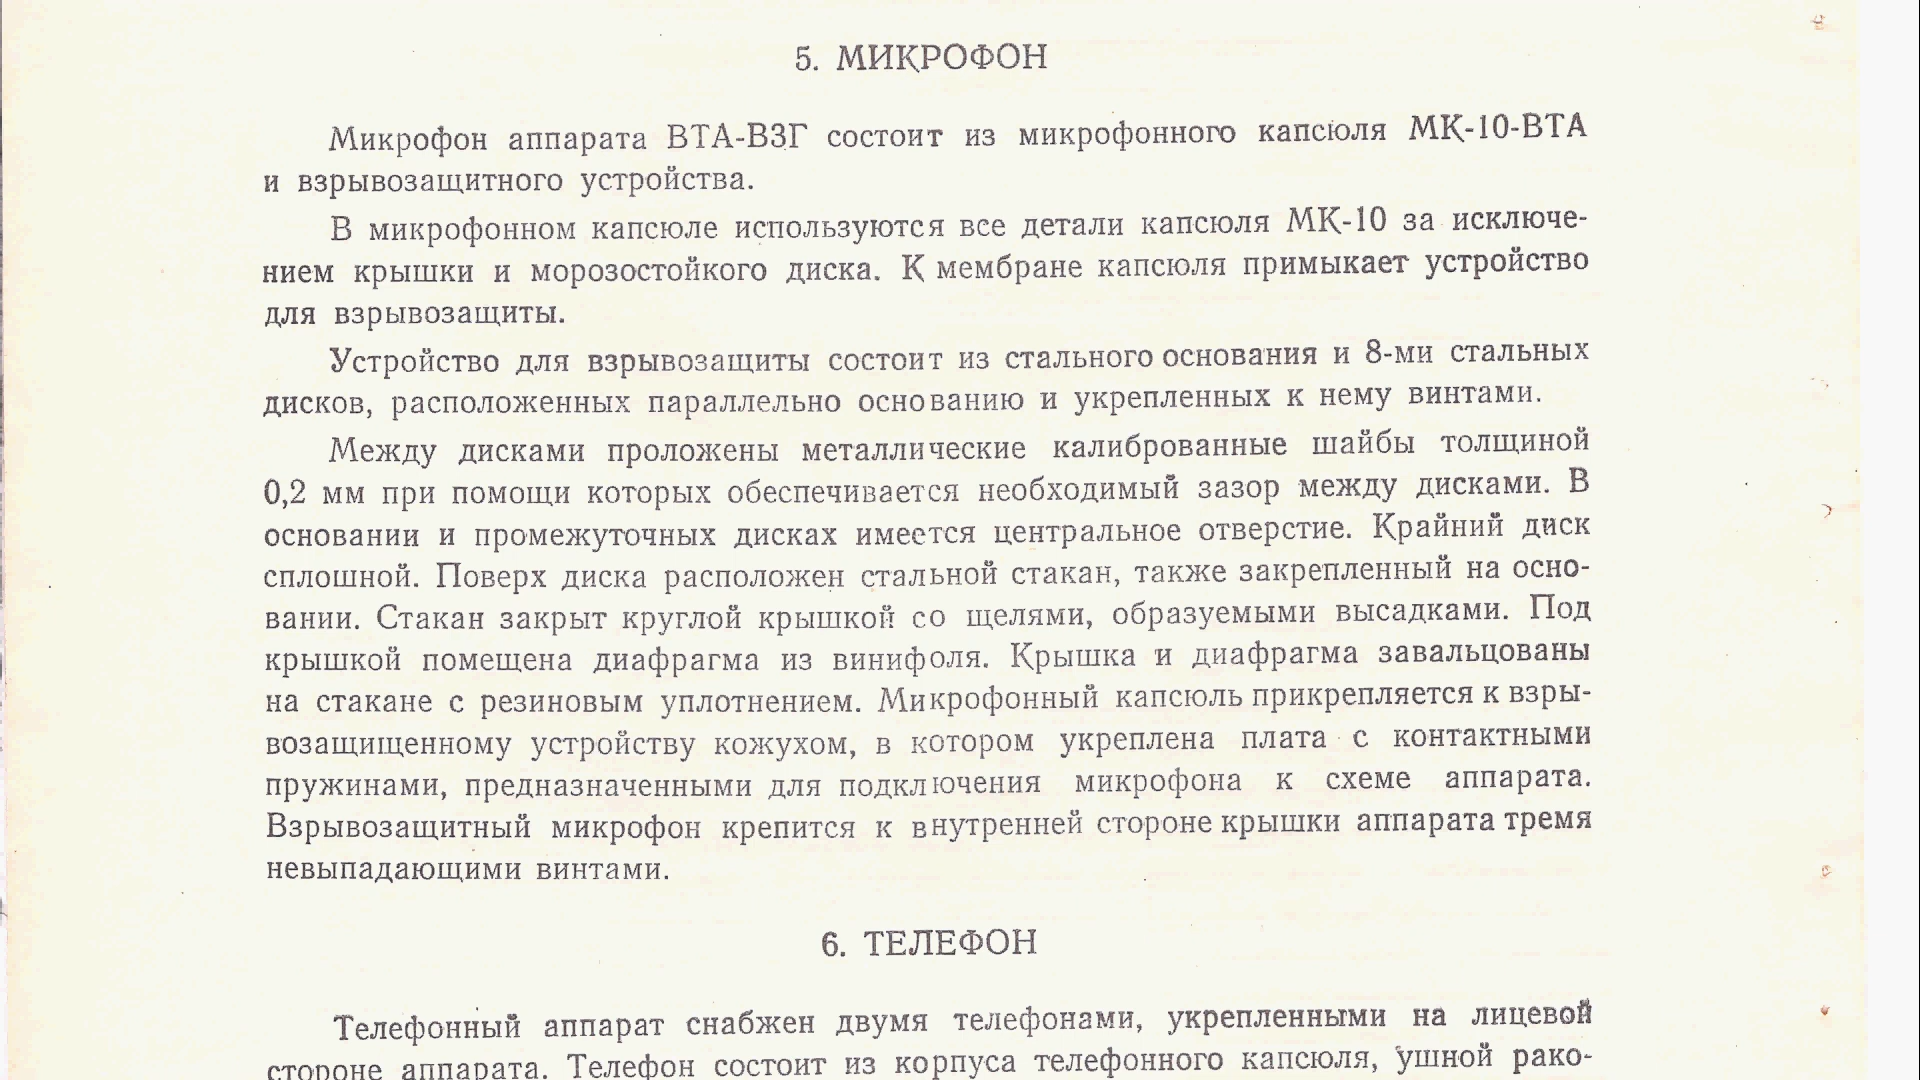 5. МИКРОФОН
Микрофон аппарата ВТА-ВЗГ состоит из микрофонного капсюля МК-10-ВТА
и взрывозащитного устройства.
В микрофонном капсюле используются все детали капсюля МК-10 за исключе-
нием крышки и морозостойкого диска. К мембране капсюля примыкает устройство
для взрывозащиты.
Устройство для взрывозащиты состоит из стального основания и 8-ми стальных
дисков, расположенных параллельно основанию и укрепленных к нему винтами.
Между дисками проложены металлические калиброванные шайбы толщиной
0,2 мм при помощи которых обеспечивается необходимый зазор между дисками. В
основании и промежуточных дисках имеется центральное отверстие. Крайний диск
сплошной. Поверх диска расположен стальной стакан, также закрепленный на осно-
вании. Стакан закрыт круглой крышкой со щелями, образуемыми высадками. Под
крышкой помещена диафрагма из винифоля. Крышка и диафрагма завальцованы
на стакане с резиновым уплотнением. Микрофонный капсюль прикрепляется к взры-
возащищенному устройству кожухом, в котором укреплена плата с контактными
пружинами, предназначенными для подключения микрофона к схеме аппарата.
Взрывозащитный микрофон крепится к внутренней стороне крышки аппарата тремя
невыпадающими винтами.
6. ТЕЛЕФОН
Телефонный аппарат снабжен двумя телефонами, укрепленными на лицевой
стороне аппарата. Телефон состоит из корпуса телефонного капсюля, ушной рако-